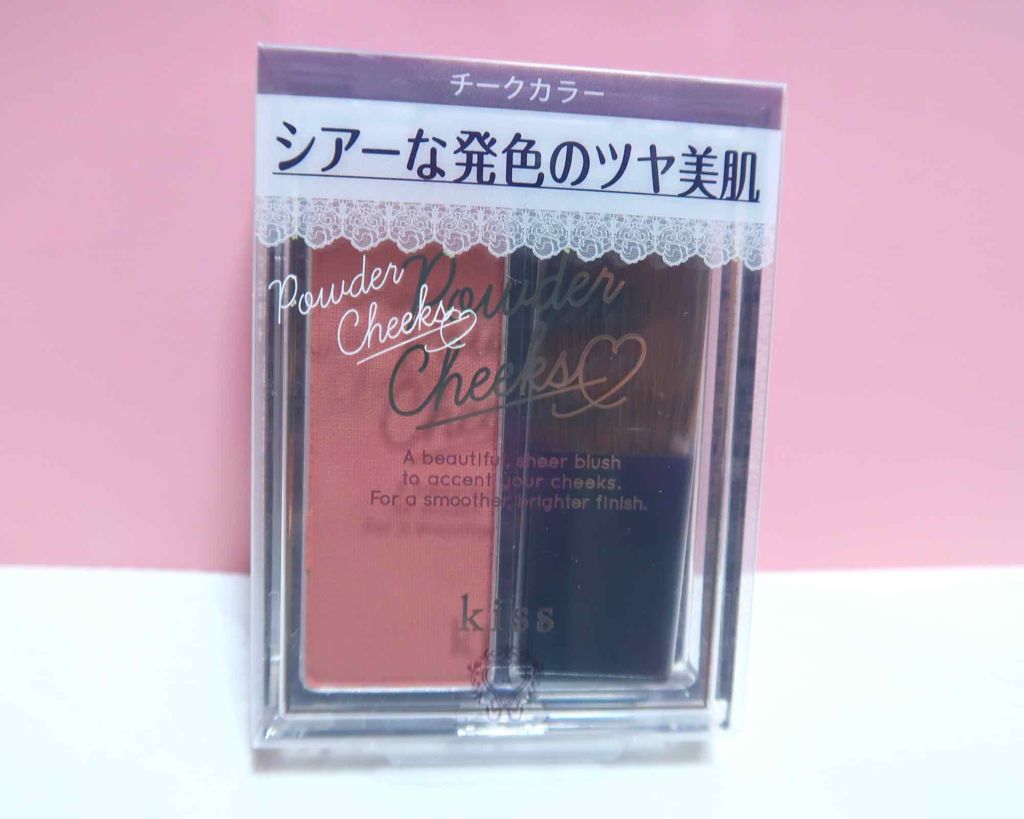 チークカラー
シアーな発色のツヤ美肌
Powder
Cheeks
Powder
Cheeks
A beautiful, sheer blush
to accent your cheeks.
For a smoother, brighter finish.
kiss